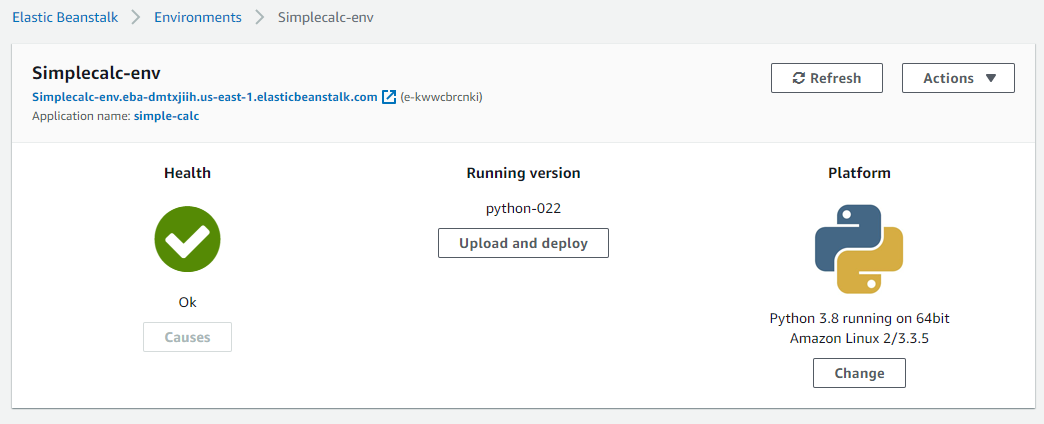 Elastic Beanstalk > Environments > Simplecalc-env
Simplecalc-env
Refresh
Actions
Simplecalc-env.eba-dmtxjiih.us-east-1.elasticbeanstalk.com (e-kwwcbrcnki)
Application name: simple-calc
Health
Ok
Causes
Running version
python-022
Upload and deploy
Platform
Python 3.8 running on 64bit
Amazon Linux 2/3.3.5
Change